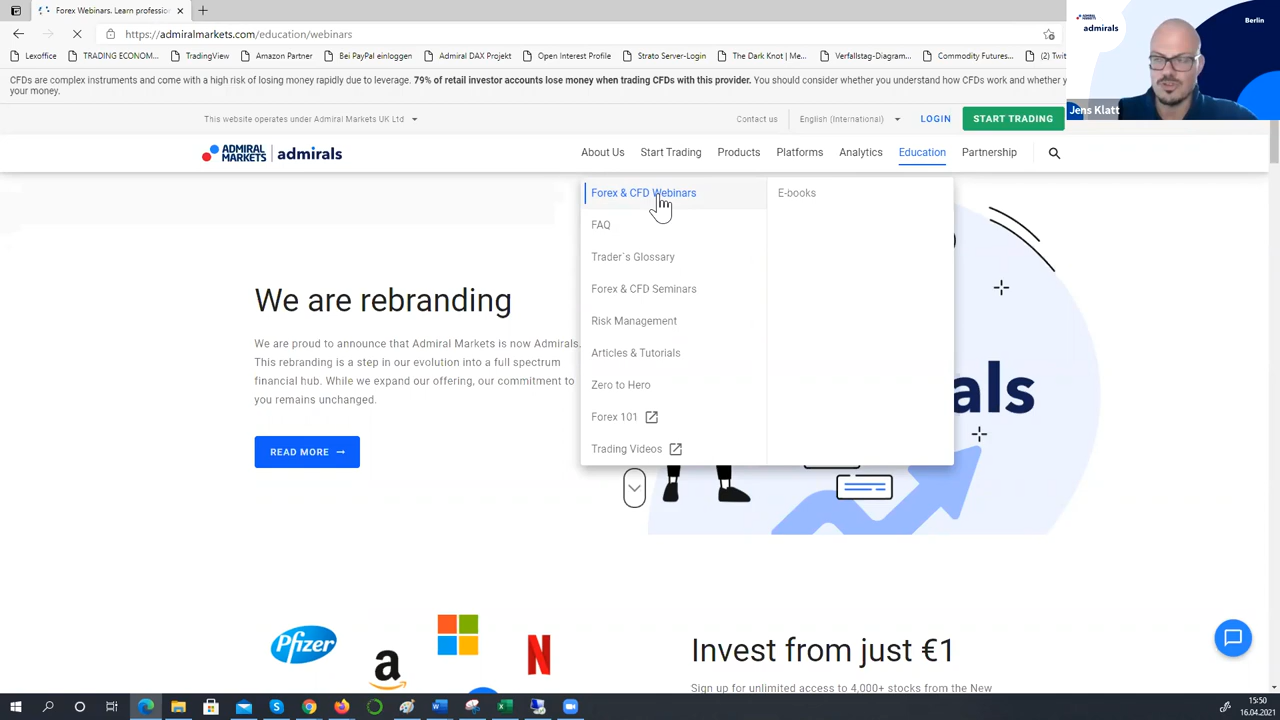 Forex Webinars. Learn professio
https://admiralmarkets.com/education/webinars
Lexoffice
TRADING ECONOM...
TradingView
Amazon Partner
Bei PayPal einloggen
Admiral DAX Projekt
Open Interest Profile
Strato Server-Login
The Dark Knot | Me...
Verfallstag-Diagram...
Commodity Futures...
(2) Twi
CFDs are complex instruments and come with a high risk of losing money rapidly due to leverage. 79% of retail investor accounts lose money when trading CFDs with this provider. You should consider whether you understand how CFDs work and whether y
your money.
ADMIRAL MARKETS
admirals
Berlin
Jens Klatt
This website operates under Admiral Markets UK Ltd
Contact us
English (International)
LOGIN
START TRADING
ADMIRAL MARKETS | admirals
About Us
Start Trading
Products
Platforms
Analytics
Education
Partnership
Forex & CFD Webinars
FAQ
Trader`s Glossary
Forex & CFD Seminars
Risk Management
Articles & Tutorials
Zero to Hero
Forex 101
Trading Videos
E-books
We are rebranding
We are proud to announce that Admiral Markets is now Admirals.
This rebranding is a step in our evolution into a full spectrum
financial hub. While we expand our offering, our commitment to
you remains unchanged.
READ MORE →
als
Pfizer
a
N
Invest from just €1
Sign up for unlimited access to 4,000+ stocks from the New
15:50
16.04.2021